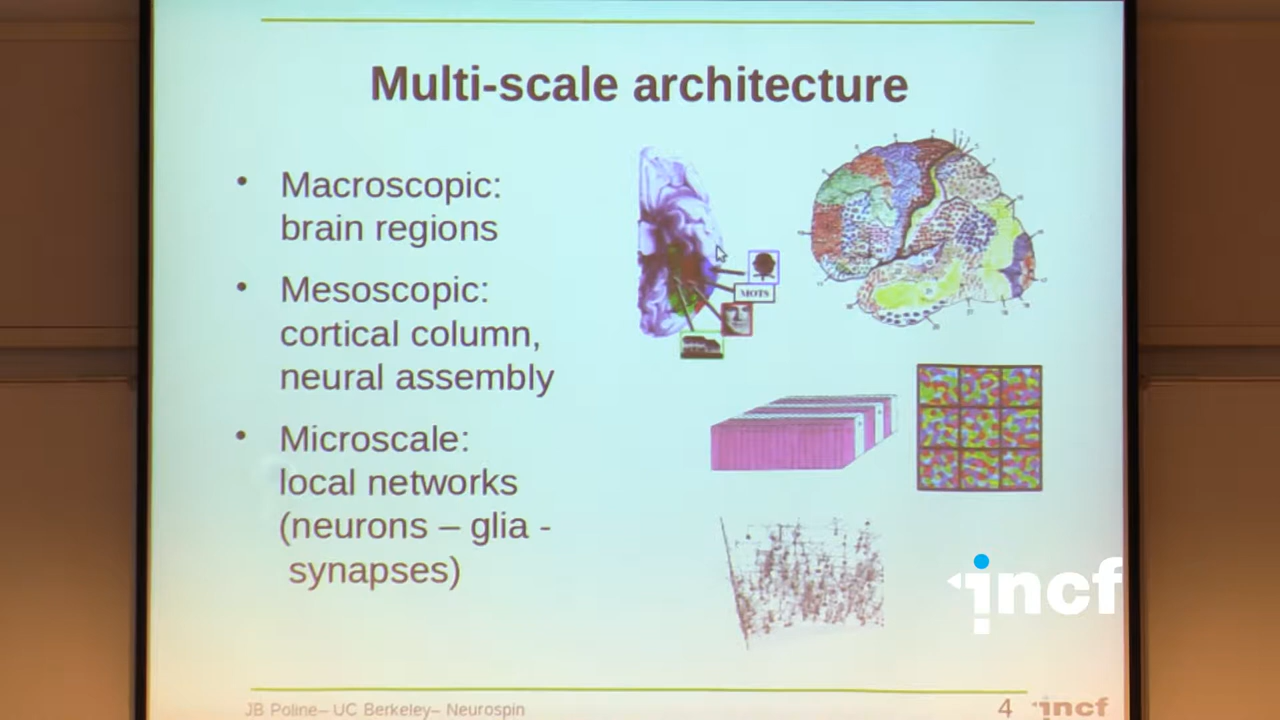 Multi-scale architecture
• Macroscopic:
brain regions
• Mesoscopic:
cortical column,
neural assembly
• Microscale:
local networks
(neurons – glia -
synapses)
MOTS
incf
JB Poline– UC Berkeley– Neurospin
4
incf